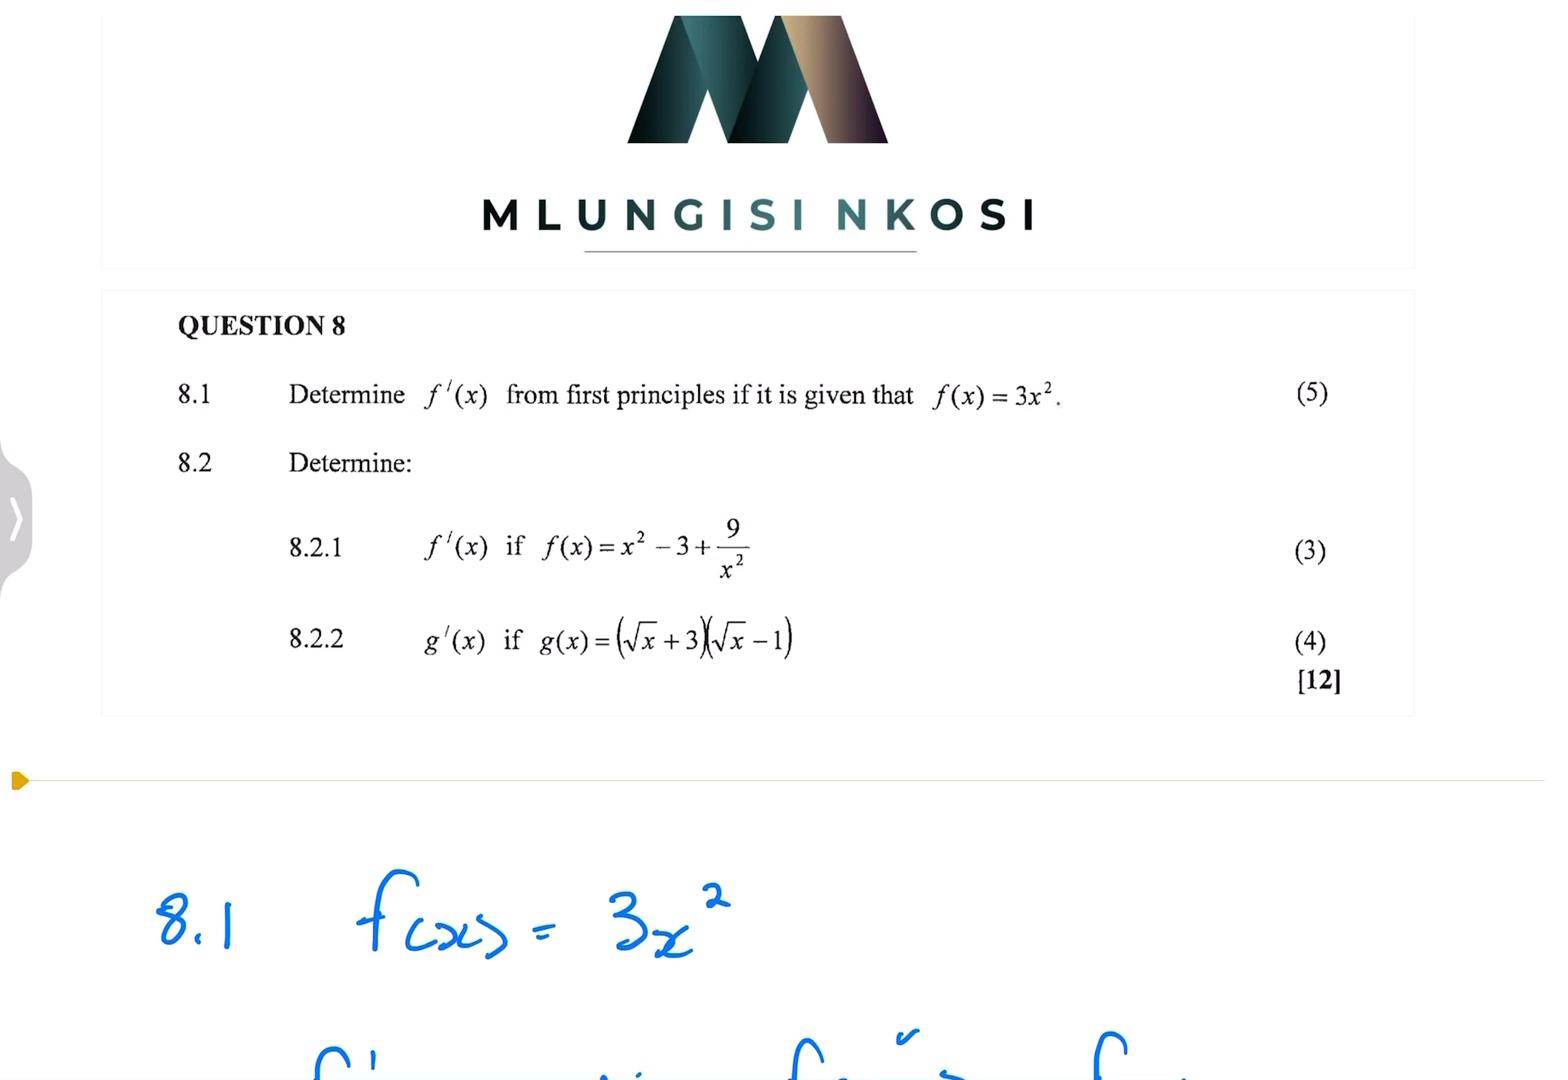 MLUNGISI NKOSI
QUESTION 8
8.1 Determine f′(x) from first principles if it is given that f(x) = 3x². (5)
8.2 Determine:
8.2.1 f′(x) if f(x) = x² − 3 + 9/x² (3)
8.2.2 g′(x) if g(x) = (√x + 3)(√x − 1) (4)
[12]
8.1 f(x) = 3x²